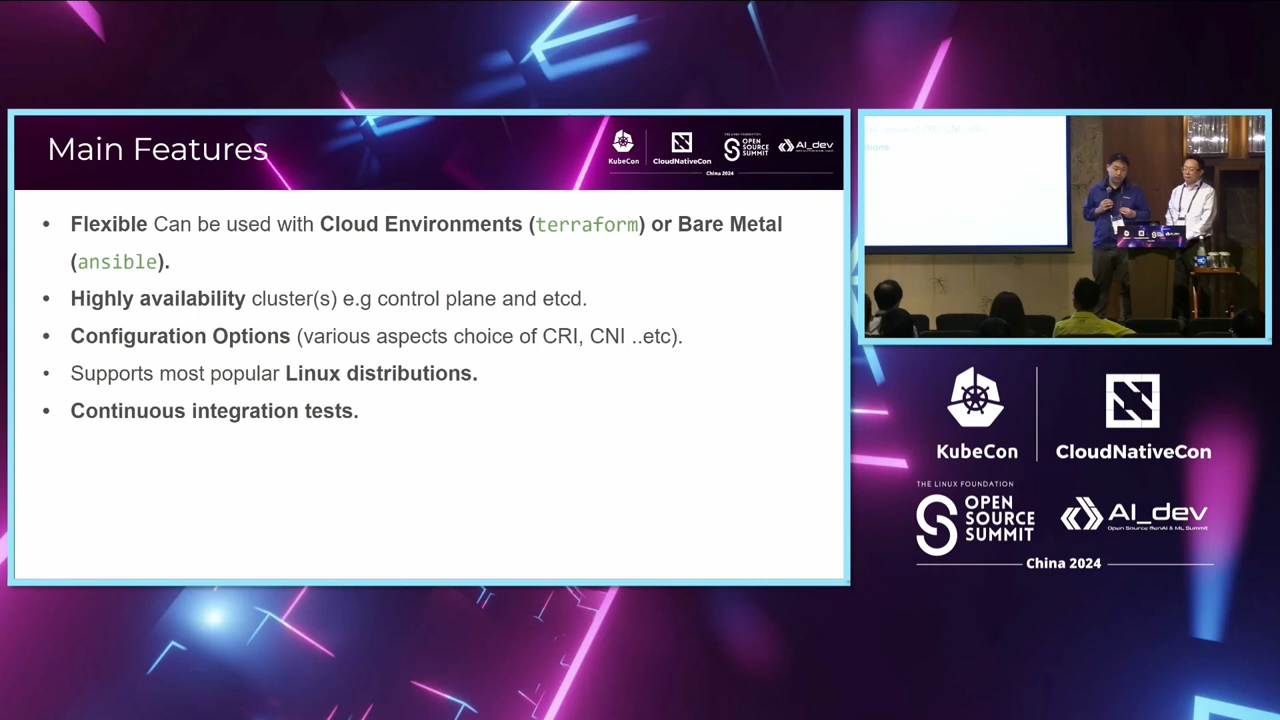 Main Features
KubeCon
CloudNativeCon
THE LINUX FOUNDATION
OPEN
SOURCE
SUMMIT
AI_dev
China 2024
• Flexible Can be used with Cloud Environments (terraform) or Bare Metal
(ansible).
• Highly availability cluster(s) e.g control plane and etcd.
• Configuration Options (various aspects choice of CRI, CNI ..etc).
• Supports most popular Linux distributions.
• Continuous integration tests.
KubeCon
CloudNativeCon
THE LINUX FOUNDATION
OPEN
SOURCE
SUMMIT
AI_dev
Open Source GenAI & ML Summit
China 2024